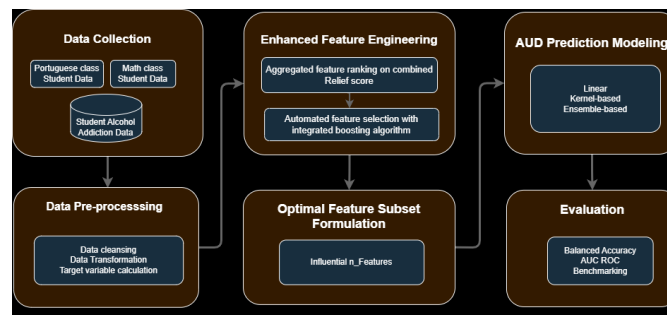 Data Collection
Portuguese class
Student Data
Math class
Student Data
Student Alcohol
Addiction Data
Data Pre-processsing
Data cleansing
Data Transformation
Target variable calculation
Enhanced Feature Engineering
Aggregated feature ranking on combined
Relief score
Automated feature selection with
integrated boosting algorithm
Optimal Feature Subset
Formulation
Influential n_Features
AUD Prediction Modeling
Linear
Kernel-based
Ensemble-based
Evaluation
Balanced Accuracy
AUC ROC
Benchmarking